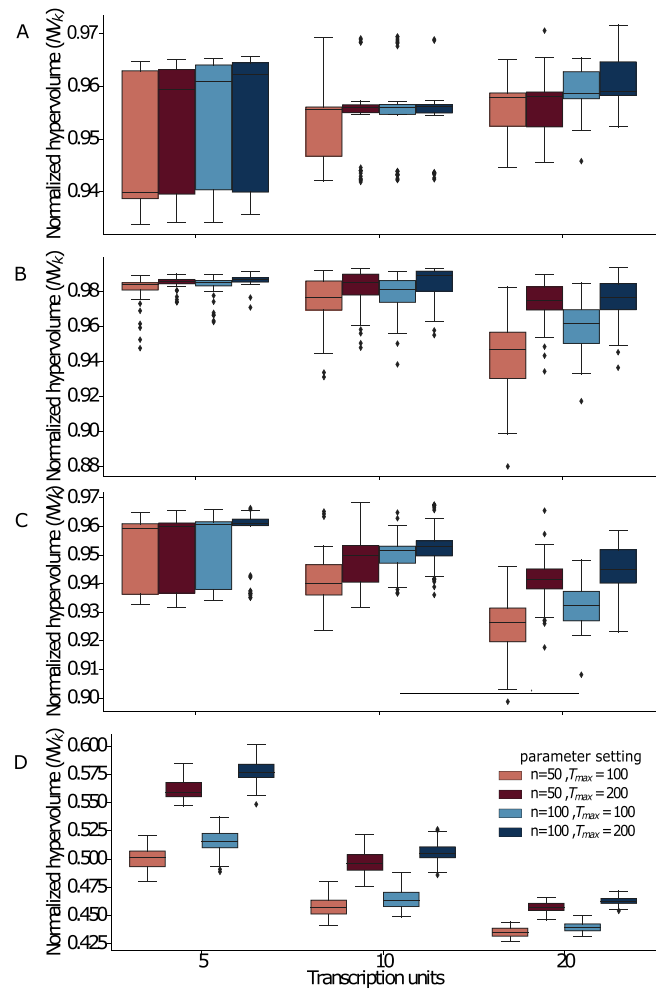 A
Normalized hypervolume (NVk)
0.97
0.96
0.95
0.94
B
Normalized hypervolume (NVk)
0.98
0.96
0.94
0.92
0.90
0.88
C
Normalized hypervolume (NVk)
0.97
0.96
0.95
0.94
0.93
0.92
0.91
0.90
D
Normalized hypervolume (NVk)
0.600
0.575
0.550
0.525
0.500
0.475
0.450
0.425
parameter setting
n=50 ,Tmax = 100
n=50 ,Tmax = 200
n=100 ,Tmax = 100
n=100 ,Tmax = 200
5
10
20
Transcription units